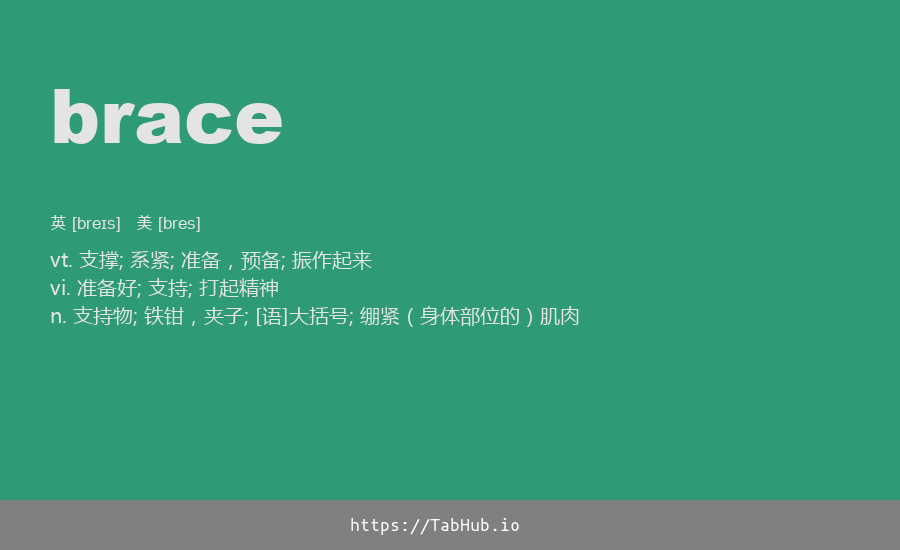 brace
英 [breɪs] 美 [bres]
vt. 支撑; 系紧; 准备，预备; 振作起来
vi. 准备好; 支持; 打起精神
n. 支持物; 铁钳，夹子; [语]大括号; 绷紧（身体部位的）肌肉
https://TabHub.io